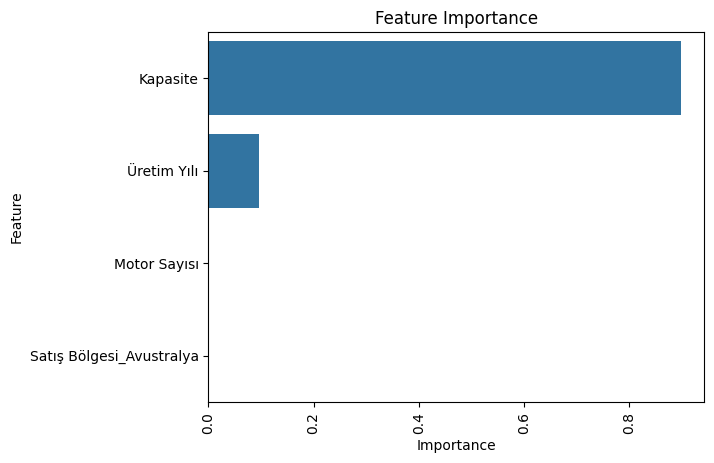 Feature Importance
Kapasite
Üretim Yılı
Motor Sayısı
Satış Bölgesi_Avustralya
Feature
0.0
0.2
0.4
0.6
0.8
Importance